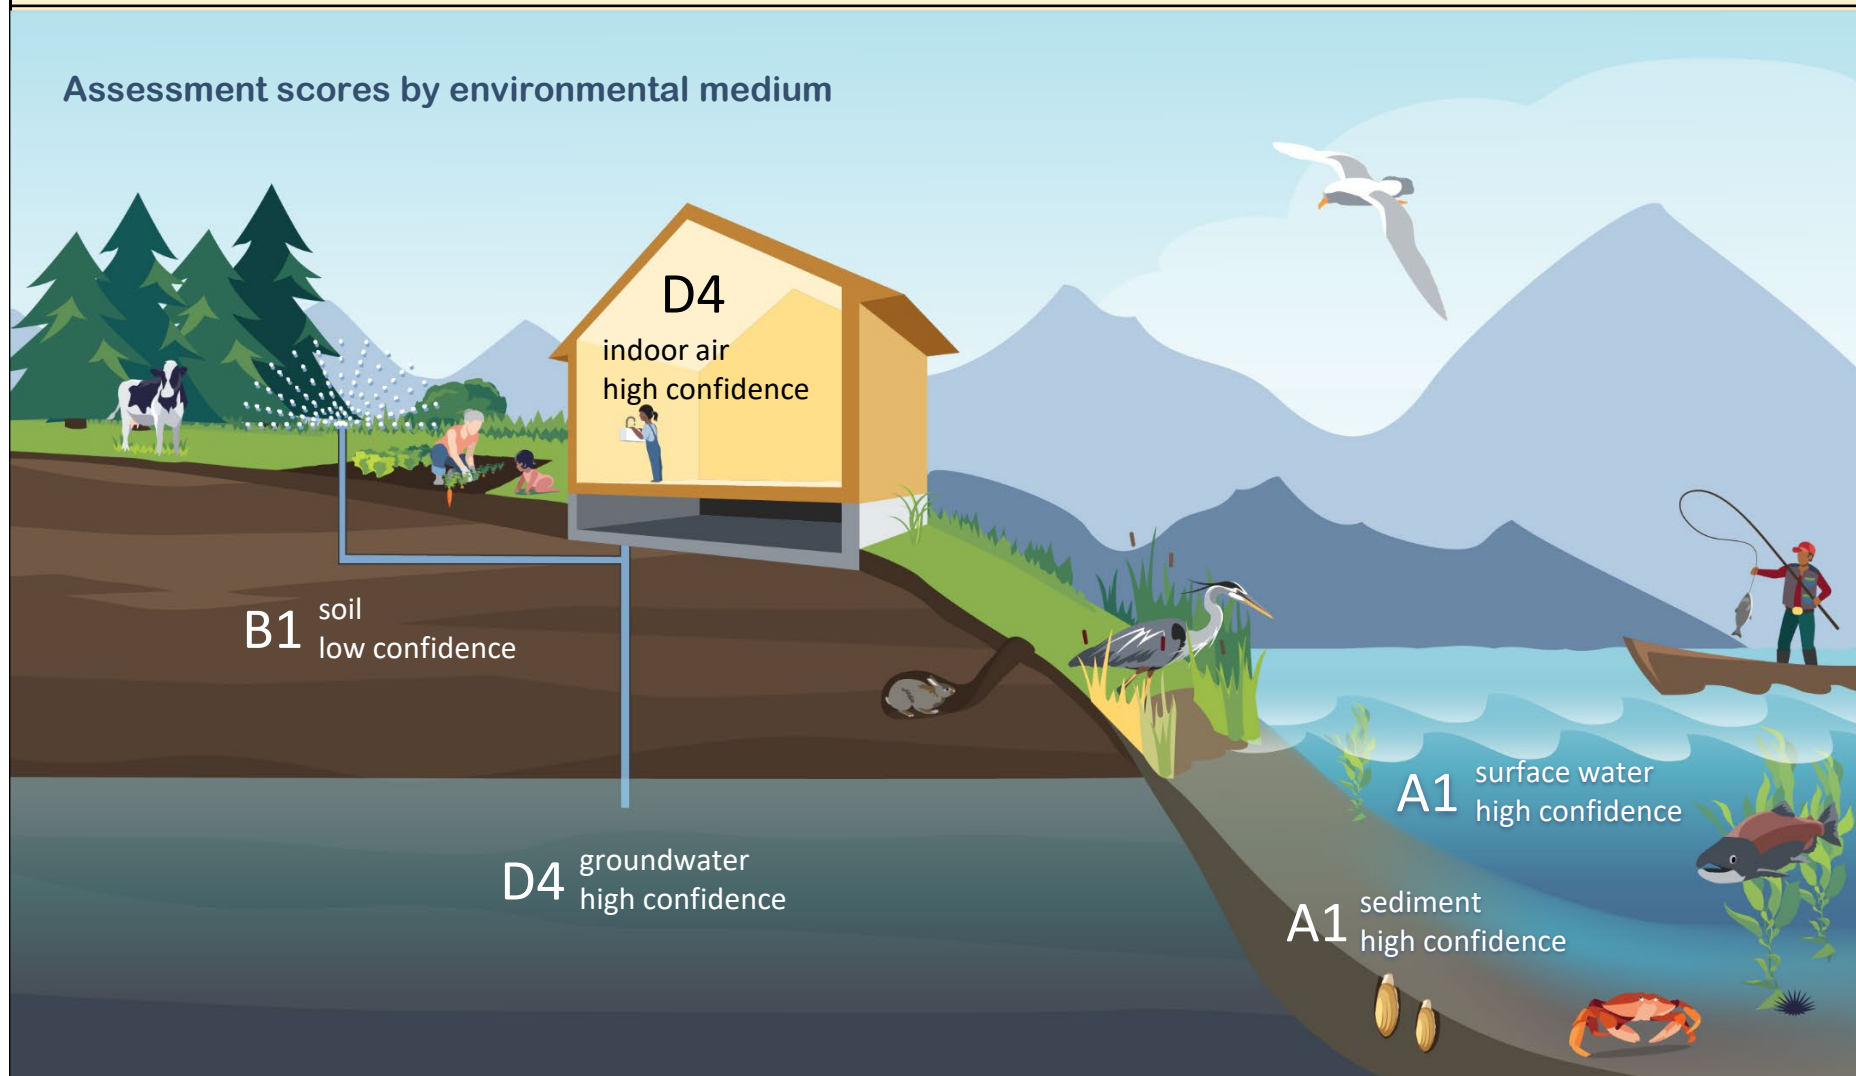 Assessment scores by environmental medium
D4
indoor air
high confidence
B1
soil
low confidence
D4
groundwater
high confidence
A1
surface water
high confidence
A1
sediment
high confidence